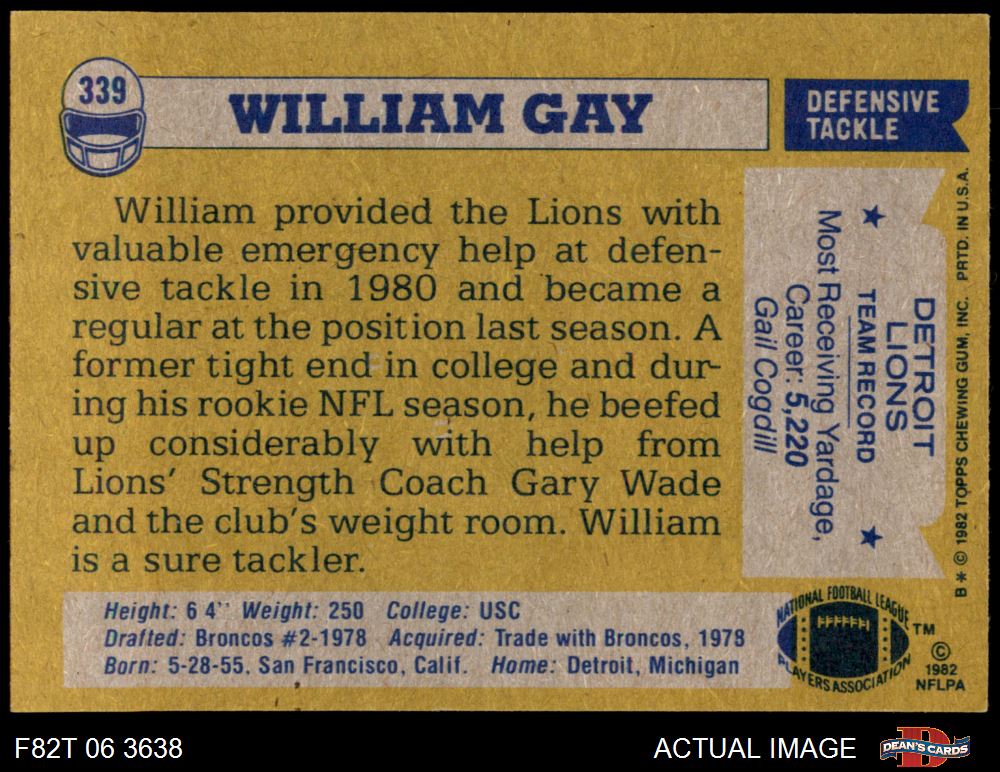 339
WILLIAM GAY
DEFENSIVE
TACKLE
William provided the Lions with
valuable emergency help at defen-
sive tackle in 1980 and became a
regular at the position last season. A
former tight end in college and dur-
ing his rookie NFL season, he beefed
up considerably with help from
Lions' Strength Coach Gary Wade
and the club's weight room. William
is a sure tackler.
DETROIT
LIONS
★ TEAM RECORD ★
Most Receiving Yardage,
Career: 5,220
Gail Cogdill
B* © 1982 TOPPS CHEWING GUM, INC. PRTD. IN U.S.A.
Height: 6 4" Weight: 250 College: USC
Drafted: Broncos #2-1978 Acquired: Trade with Broncos, 1978
Born: 5-28-55, San Francisco, Calif. Home: Detroit, Michigan
NATIONAL FOOTBALL LEAGUE
PLAYERS ASSOCIATION
TM
©
1982
NFLPA
F82T 06 3638
ACTUAL IMAGE
DEAN'S CARDS